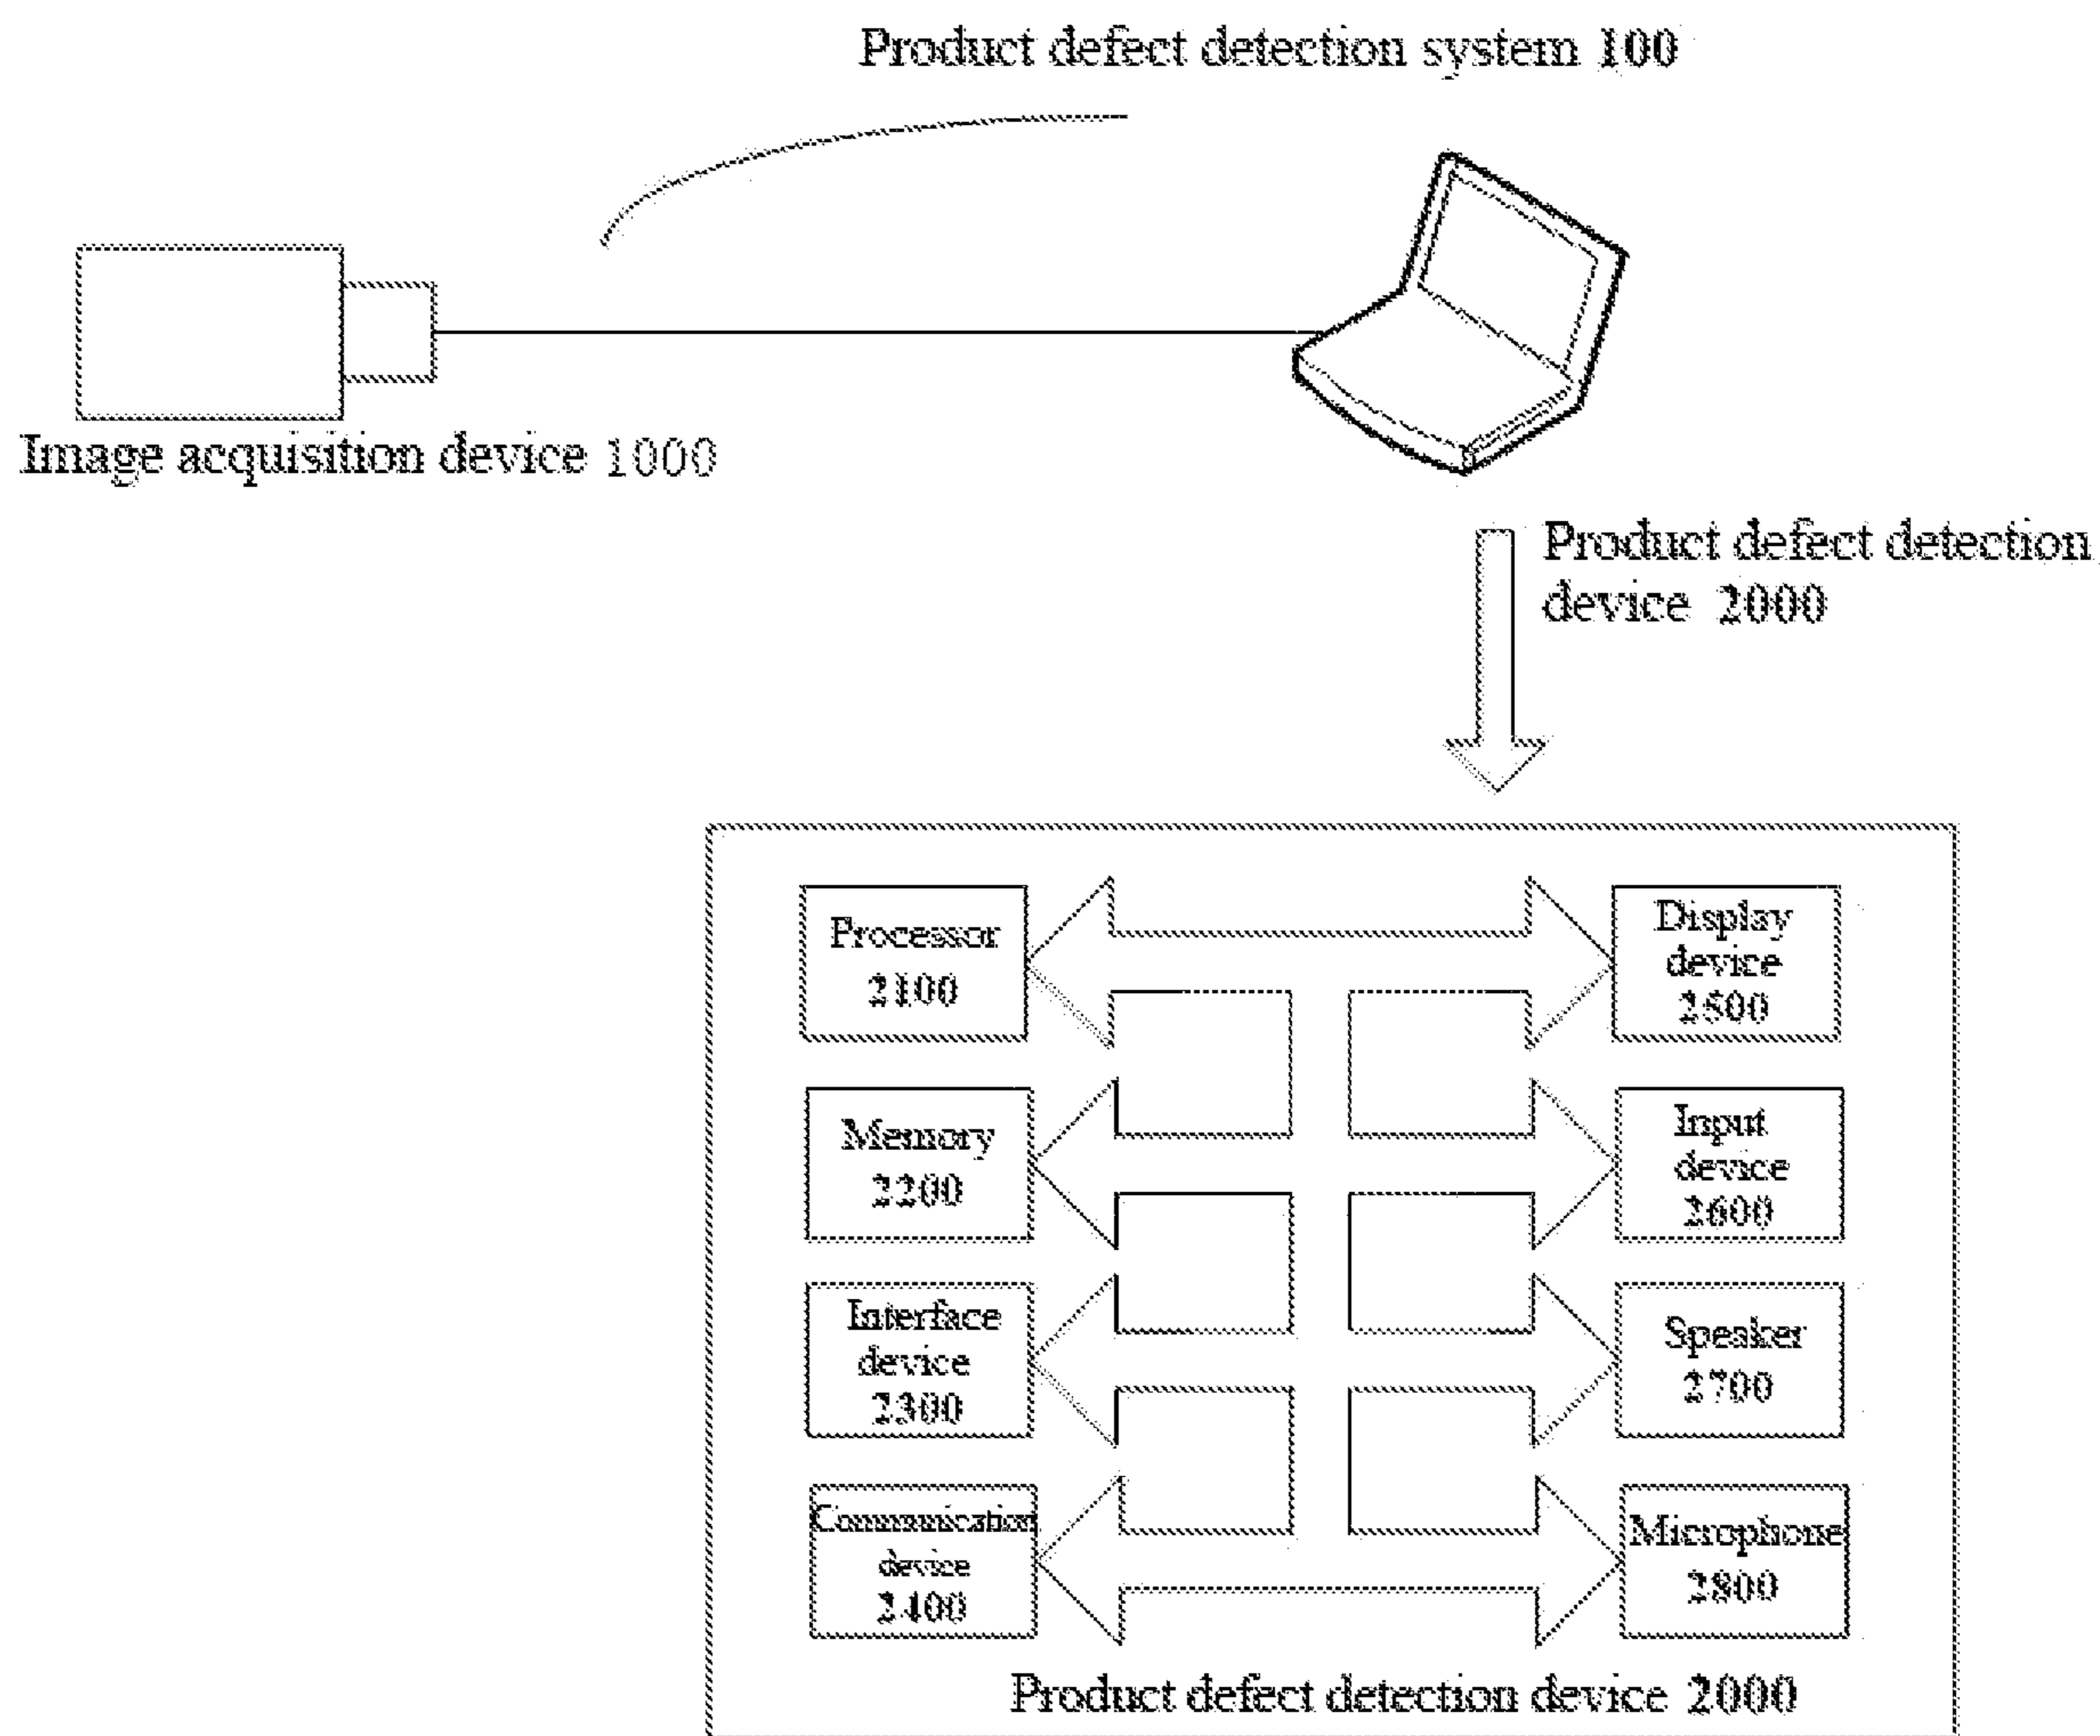 Product defect detection system 100
Image acquisition device 1000
Product defect detection
device 2000
Processor
2100
Display
device
2500
Memory
2200
Input
device
2600
Interface
device
2300
Speaker
2700
Communication
device
2400
Microphone
2800
Product defect detection device 2000